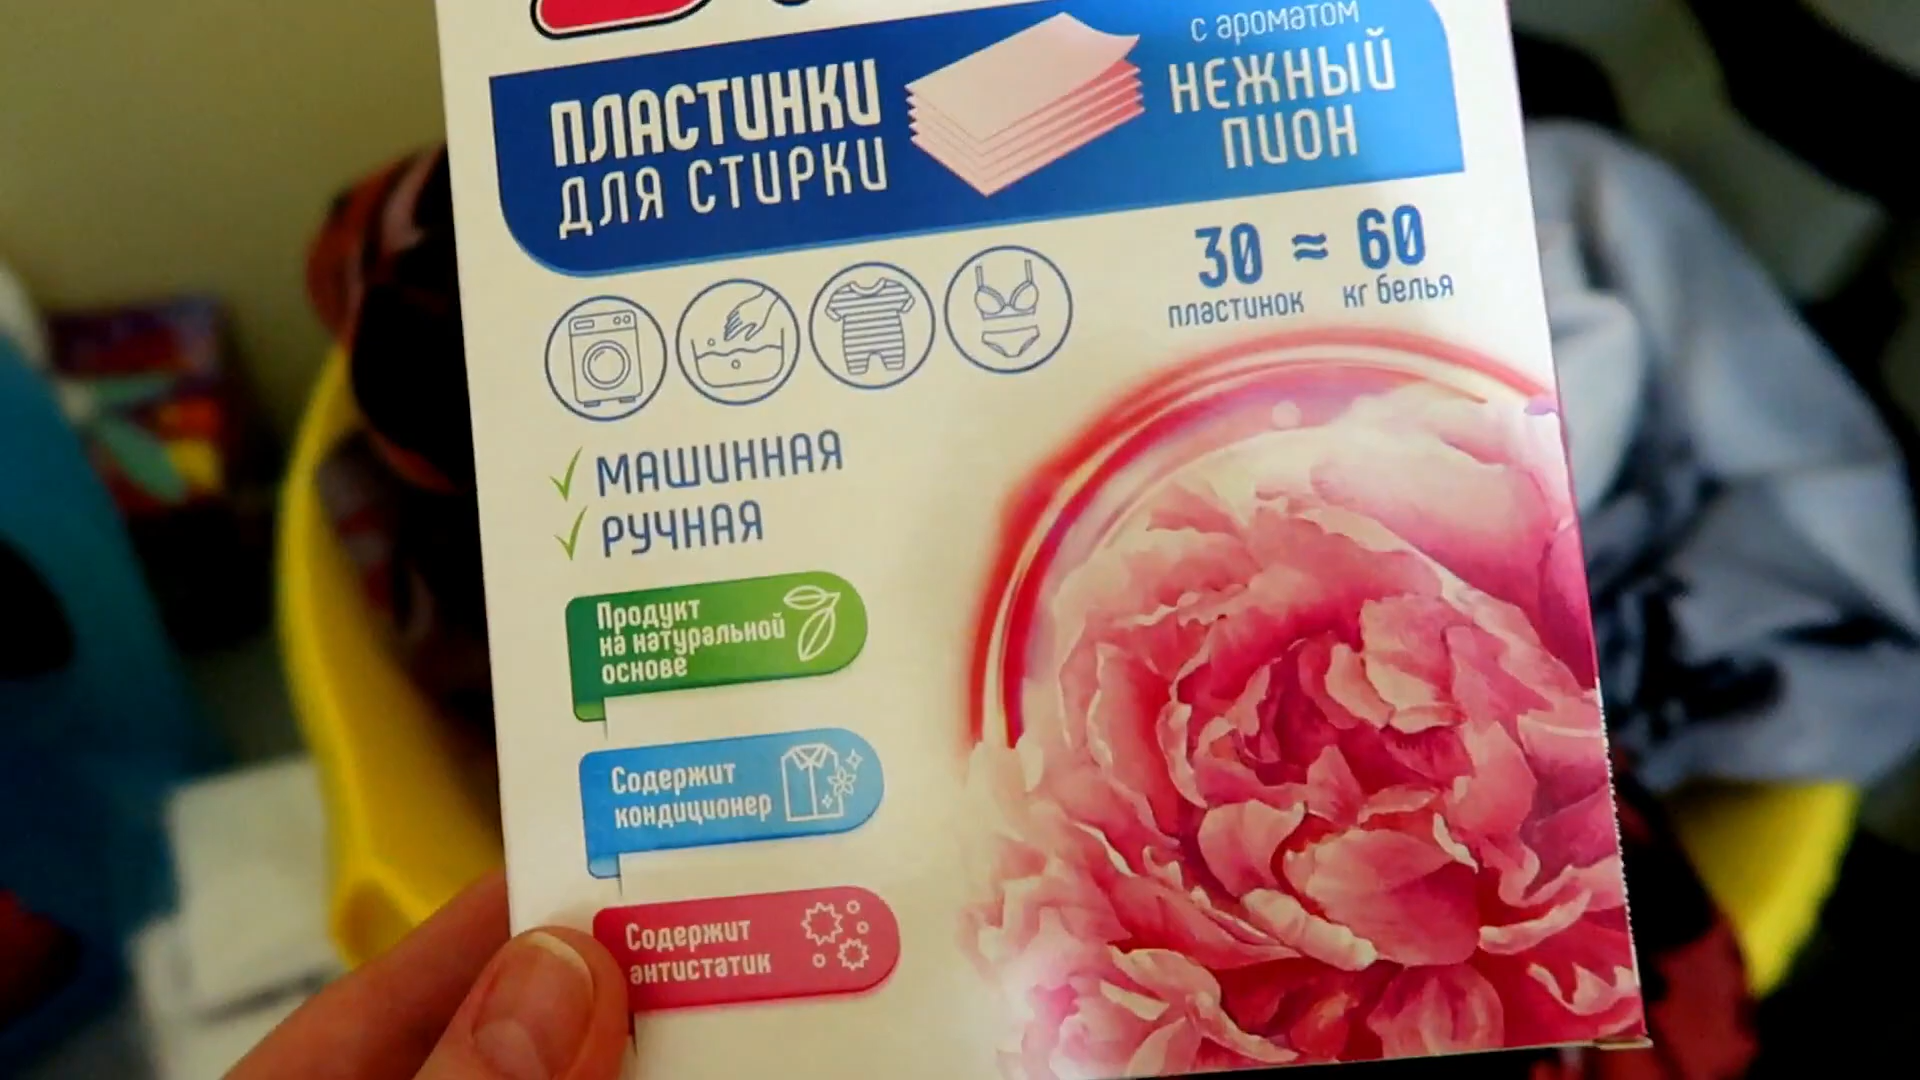 ПЛАСТИНКИ
ДЛЯ СТИРКИ
с ароматом
НЕЖНЫЙ
ПИОН
30 ≈ 60
пластинок кг белья
МАШИННАЯ
РУЧНАЯ
Продукт
на натуральной
основе
Содержит
кондиционер
Содержит
антистатик